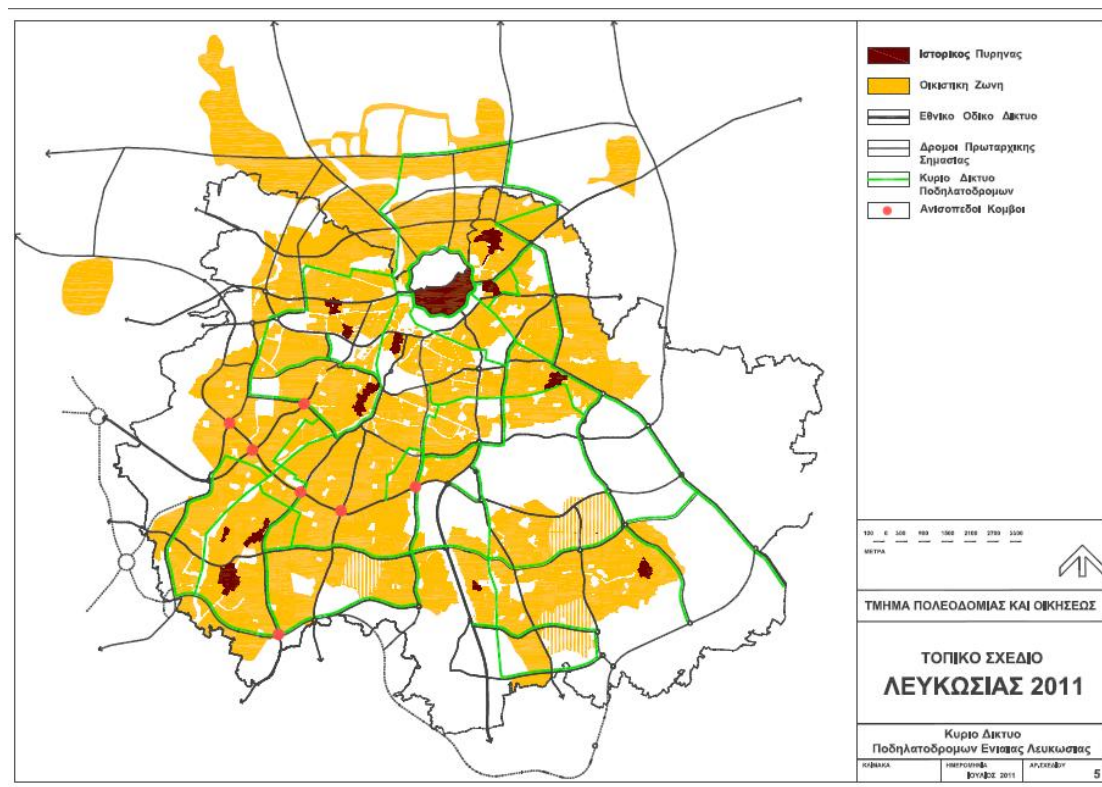 Ιστορικος Πυρηνας
Οικιστικη Ζωνη
Εθνικο Οδικο Δικτυο
Δρομοι Πρωταρχικης
Σημασιας
Κυριο Δικτυο
Ποδηλατοδρομων
Ανισοπεδοι Κομβοι
ΜΕΤΡΑ
ΤΜΗΜΑ ΠΟΛΕΟΔΟΜΙΑΣ ΚΑΙ ΟΙΚΗΣΕΩΣ
ΤΟΠΙΚΟ ΣΧΕΔΙΟ
ΛΕΥΚΩΣΙΑΣ 2011
Κυριο Δικτυο
Ποδηλατοδρομων Ενιαιας Λευκωσιας
ΚΛΙΜΑΚΑ
ΗΜΕΡΟΜΗΝΙΑ
ΑΡ.ΣΧΕΔΙΟΥ
ΙΟΥΛΙΟΣ 2011
5